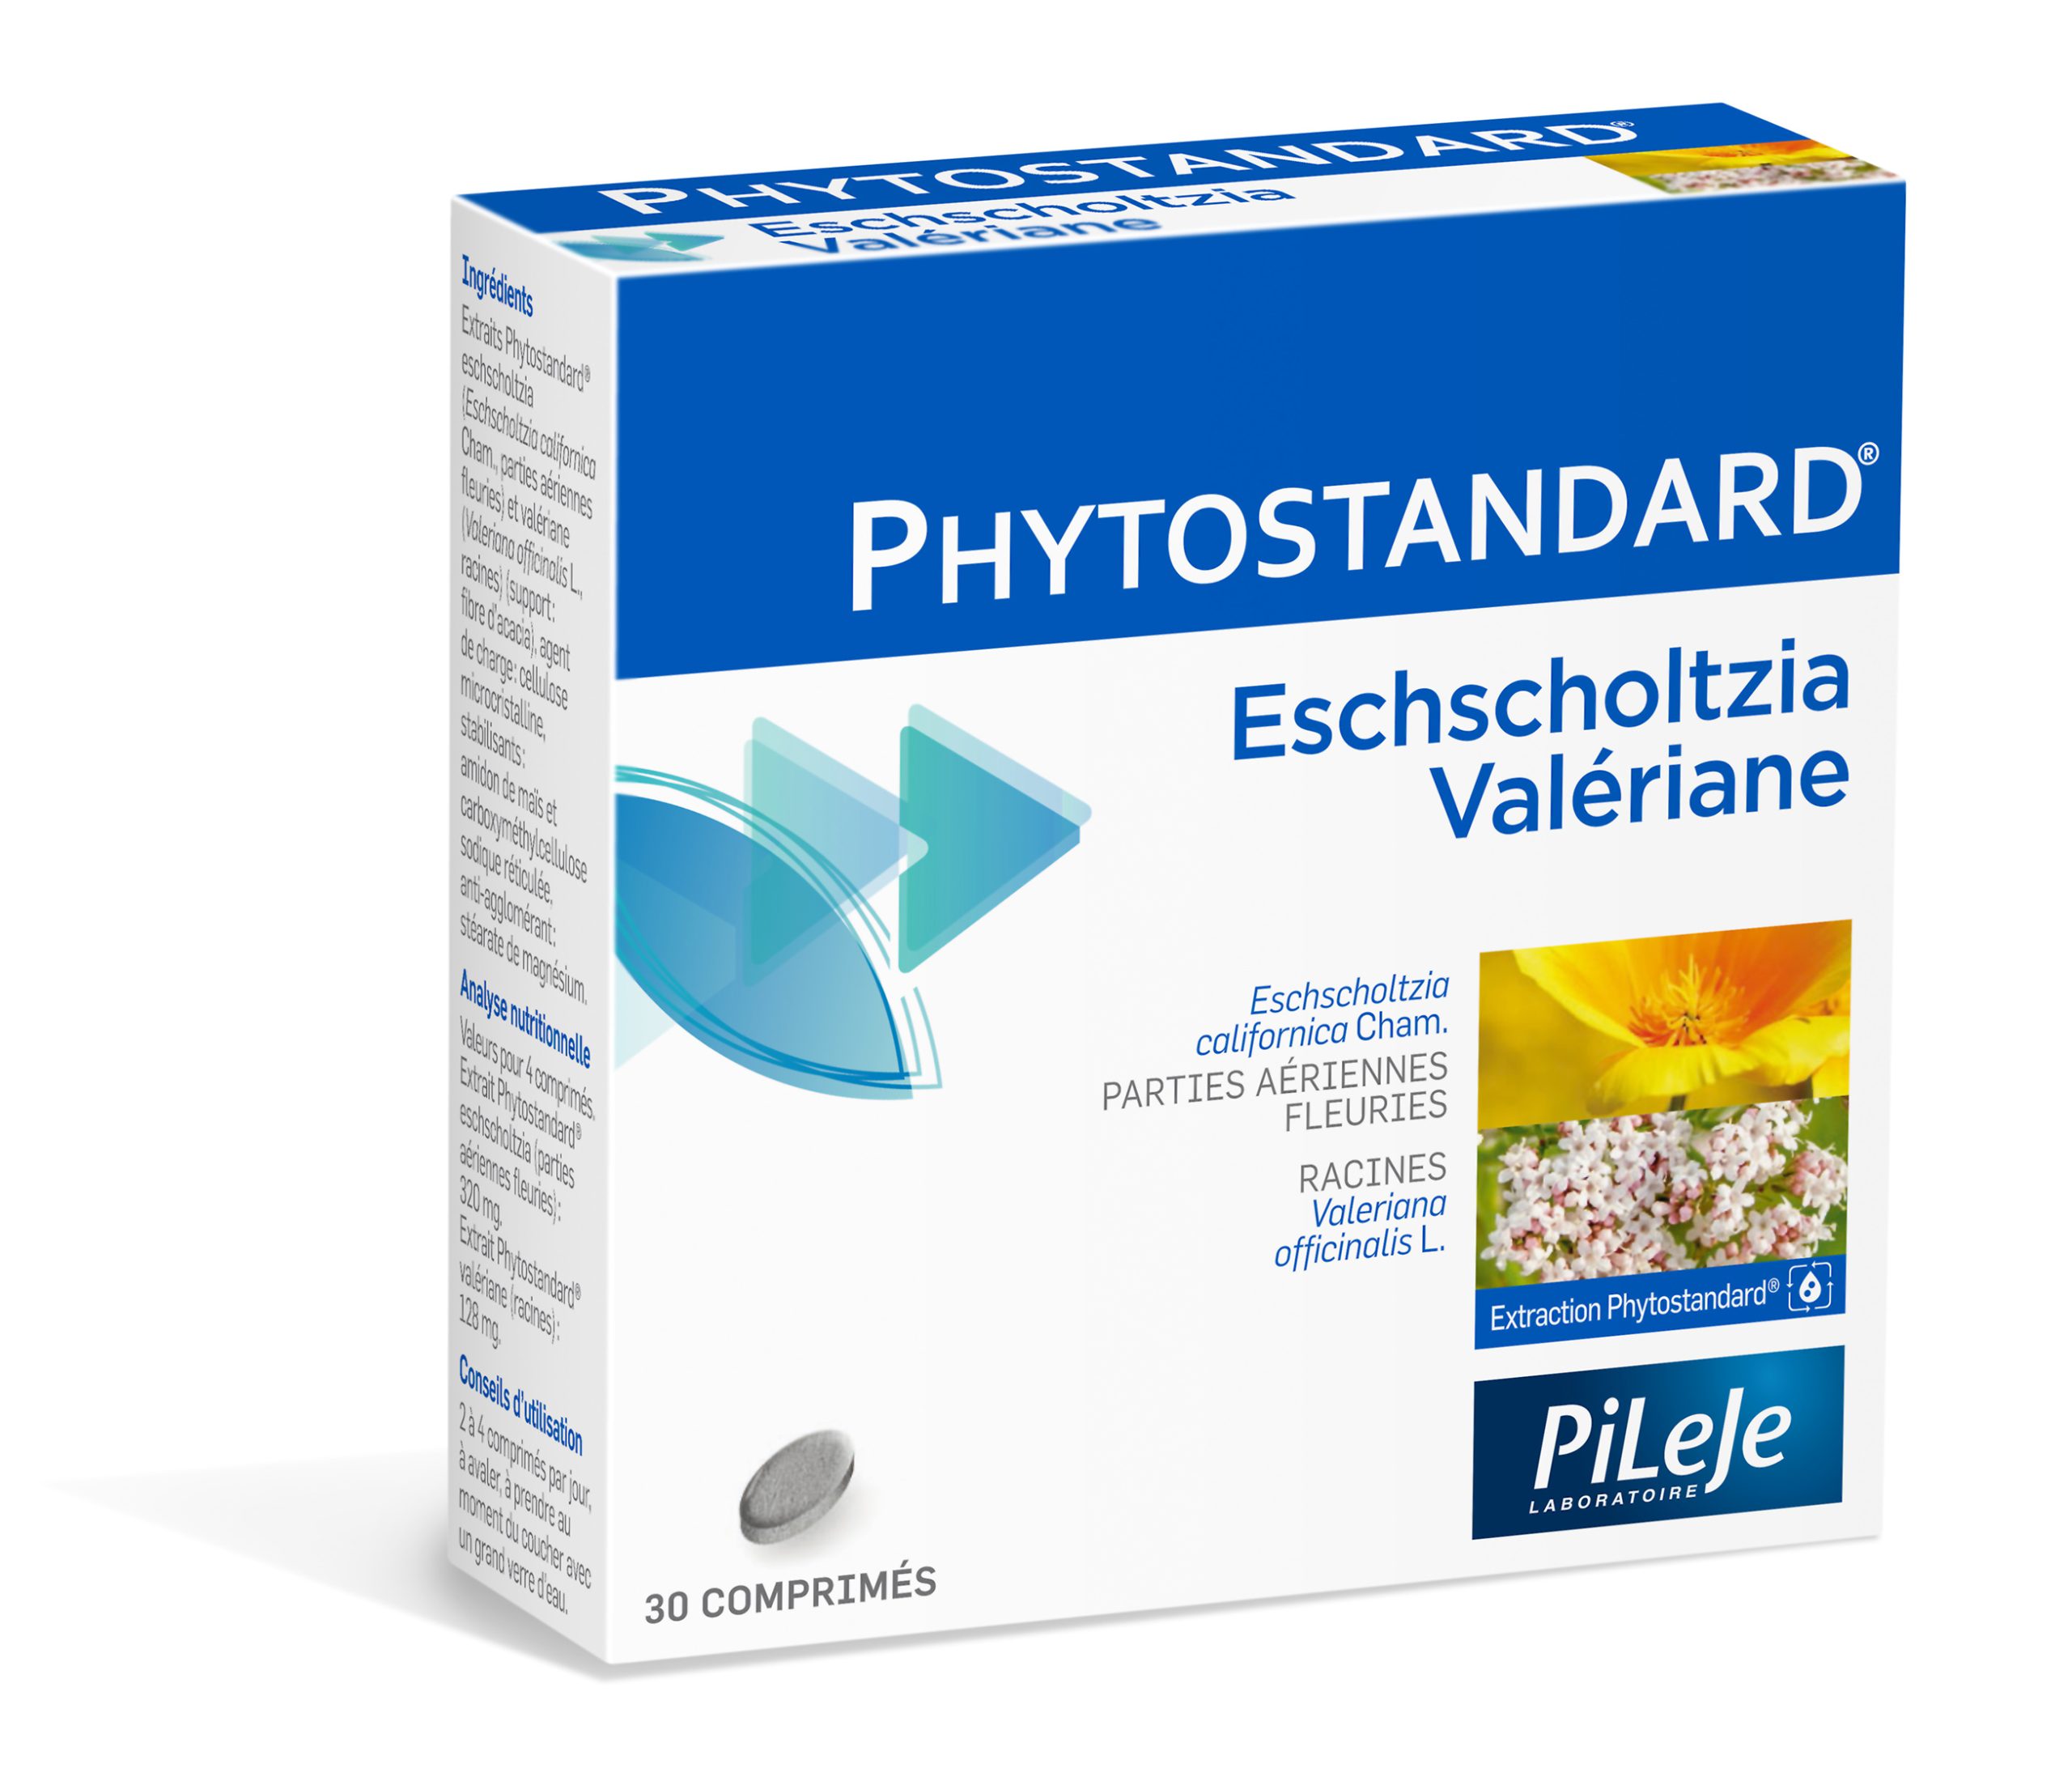 PHYTOSTANDARD®
Eschscholtzia
Valériane
Ingrédients
Extraits Phytostandard®
eschscholtzia
(Eschscholtzia californica
Cham., parties aériennes
fleuries) et valériane
(Valeriana officinalis L.,
racines) (support:
fibre d'acacia), agent
de charge: cellulose
microcristalline,
stabilisants:
amidon de maïs et
carboxyméthylcellulose
sodique réticulée,
anti-agglomérant:
stéarate de magnésium.
Analyse nutritionnelle
Valeurs pour 4 comprimés.
Extrait Phytostandard®
eschscholtzia (parties
aériennes fleuries):
320 mg,
Extrait Phytostandard®
valériane (racines):
128 mg.
Conseils d'utilisation
2 à 4 comprimés par jour,
à avaler, à prendre au
moment du coucher avec
un grand verre d'eau.
PHYTOSTANDARD®
Eschscholtzia
Valériane
Eschscholtzia
californica Cham.
PARTIES AÉRIENNES
FLEURIES
RACINES
Valeriana
officinalis L.
Extraction Phytostandard®
PiLeJe
LABORATOIRE
30 COMPRIMÉS